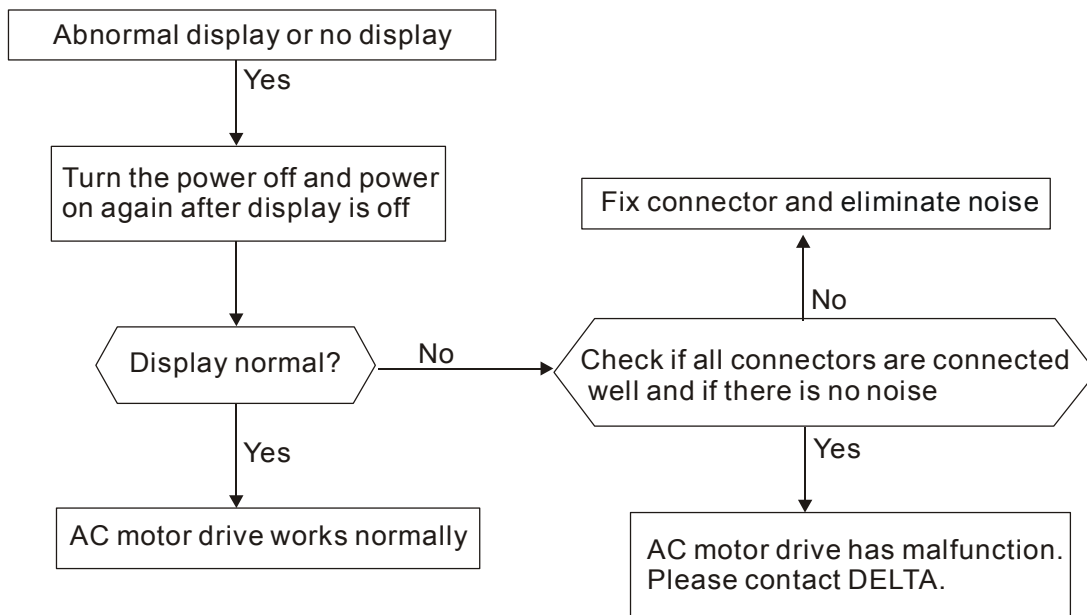 Abnormal display or no display
Yes
Turn the power off and power
on again after display is off
Display normal?
Yes
AC motor drive works normally
No
Check if all connectors are connected
well and if there is no noise
No
Fix connector and eliminate noise
Yes
AC motor drive has malfunction.
Please contact DELTA.